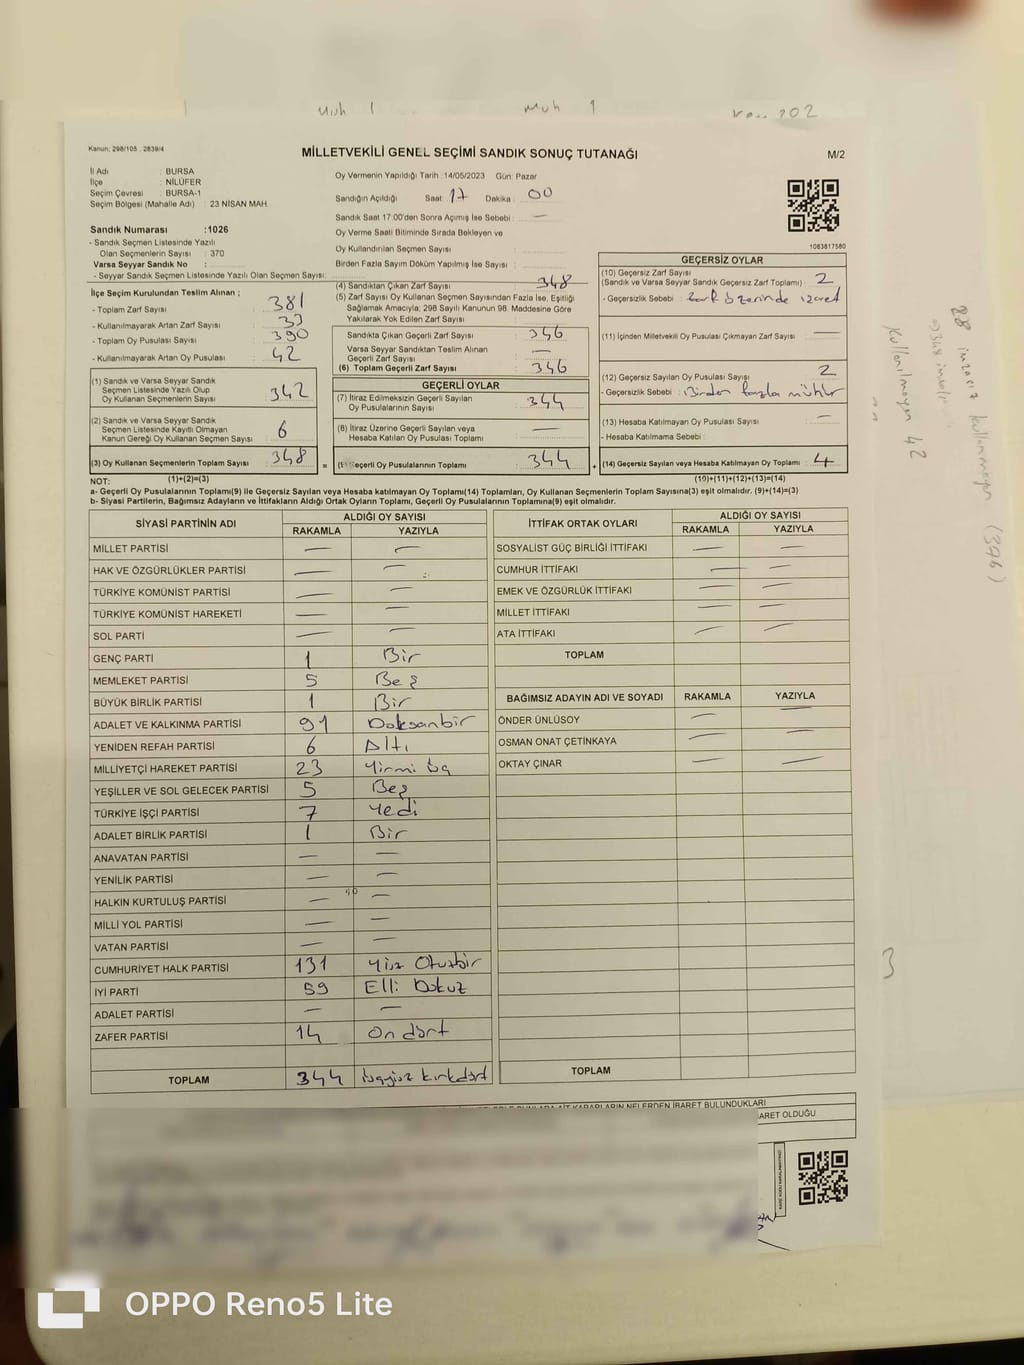 Muh 1 Muh 1
Kanun: 298/105 , 2839/4
MİLLETVEKİLİ GENEL SEÇİMİ SANDIK SONUÇ TUTANAĞI
M/2
İl Adı : BURSA
İlçe : NİLÜFER
Seçim Çevresi : BURSA-1
Seçim Bölgesi (Mahalle Adı) : 23 NİSAN MAH.
Oy Vermenin Yapıldığı Tarih :14/05/2023 Gün: Pazar
Sandığın Açıldığı Saat: 17 Dakika: 00
Sandık Saat 17:00'den Sonra Açımış İse Sebebi : —
Oy Verme Saati Bitiminde Sırada Bekleyen ve
Oy Kullandırılan Seçmen Sayısı
Birden Fazla Sayım Döküm Yapılmış İse Sayısı :
1083817560
Sandık Numarası :1026
- Sandık Seçmen Listesinde Yazılı
Olan Seçmenlerin Sayısı : 370
Varsa Seyyar Sandık No :
- Seyyar Sandık Seçmen Listesinde Yazılı Olan Seçmen Sayısı:
İlçe Seçim Kurulundan Teslim Alınan ;
- Toplam Zarf Sayısı : 381
- Kullanılmayarak Artan Zarf Sayısı : 33
- Toplam Oy Pusulası Sayısı : 390
- Kullanılmayarak Artan Oy Pusulası : 42
(1) Sandık ve Varsa Seyyar Sandık
Seçmen Listesinde Yazılı Olup
Oy Kullanan Seçmenlerin Sayısı : 342
(2) Sandık ve Varsa Seyyar Sandık
Seçmen Listesinde Kayıtlı Olmayan
Kanun Gereği Oy Kullanan Seçmen Sayısı : 6
(3) Oy Kullanan Seçmenlerin Toplam Sayısı : 348
(4) Sandıktan Çıkan Zarf Sayısı : 348
(5) Zarf Sayısı Oy Kullanan Seçmen Sayısından Fazla İse, Eşitliği
Sağlamak Amacıyla; 298 Sayılı Kanunun 98. Maddesine Göre
Yakılarak Yok Edilen Zarf Sayısı :
Sandıkta Çıkan Geçerli Zarf Sayısı : 346
Varsa Seyyar Sandıktan Teslim Alınan
Geçerli Zarf Sayısı : —
(6) Toplam Geçerli Zarf Sayısı : 346
GEÇERLİ OYLAR
(7) İtiraz Edilmeksizin Geçerli Sayılan
Oy Pusulalarının Sayısı : 344
(8) İtiraz Üzerine Geçerli Sayılan veya
Hesaba Katılan Oy Pusulası Toplamı : —
= Geçerli Oy Pusulalarının Toplamı : 344
GEÇERSİZ OYLAR
(10) Geçersiz Zarf Sayısı
(Sandık ve Varsa Seyyar Sandık Geçersiz Zarf Toplamı) : 2
- Geçersizlik Sebebi : Zarf üzerinde işaret
(11) İçinden Milletvekili Oy Pusulası Çıkmayan Zarf Sayısı : —
(12) Geçersiz Sayılan Oy Pusulası Sayısı : 2
- Geçersizlik Sebebi : Birden fazla mühür
(13) Hesaba Katılmayan Oy Pusulası Sayısı : —
- Hesaba Katılmama Sebebi :
+ (14) Geçersiz Sayılan veya Hesaba Katılmayan Oy Toplamı : 4
NOT: (1)+(2)=(3) (10)+(11)+(12)+(13)=(14)
a- Geçerli Oy Pusulalarının Toplamı(9) ile Geçersiz Sayılan veya Hesaba katılmayan Oy Toplamı(14) Toplamları, Oy Kullanan Seçmenlerin Toplam Sayısına(3) eşit olmalıdır. (9)+(14)=(3)
b- Siyasi Partilerin, Bağımsız Adayların ve İttifakların Aldığı Ortak Oyların Toplamı, Geçerli Oy Pusulalarının Toplamına(9) eşit olmalıdır.
SİYASİ PARTİNİN ADI ALDIĞI OY SAYISI
RAKAMLA YAZIYLA
MİLLET PARTİSİ — —
HAK VE ÖZGÜRLÜKLER PARTİSİ — —
TÜRKİYE KOMÜNİST PARTİSİ — —
TÜRKİYE KOMÜNİST HAREKETİ — —
SOL PARTİ — —
GENÇ PARTİ 1 Bir
MEMLEKET PARTİSİ 5 Beş
BÜYÜK BİRLİK PARTİSİ 1 Bir
ADALET VE KALKINMA PARTİSİ 91 Doksanbir
YENİDEN REFAH PARTİSİ 6 Altı
MİLLİYETÇİ HAREKET PARTİSİ 23 Yirmi üç
YEŞİLLER VE SOL GELECEK PARTİSİ 5 Beş
TÜRKİYE İŞÇİ PARTİSİ 7 Yedi
ADALET BİRLİK PARTİSİ 1 Bir
ANAVATAN PARTİSİ — —
YENİLİK PARTİSİ — —
HALKIN KURTULUŞ PARTİSİ — —
MİLLİ YOL PARTİSİ — —
VATAN PARTİSİ — —
CUMHURİYET HALK PARTİSİ 131 Yüz Otuzbir
İYİ PARTİ 59 Elli Dokuz
ADALET PARTİSİ — —
ZAFER PARTİSİ 14 On dört
TOPLAM 344 üçyüz kırkdört
İTTİFAK ORTAK OYLARI ALDIĞI OY SAYISI
RAKAMLA YAZIYLA
SOSYALİST GÜÇ BİRLİĞİ İTTİFAKI — —
CUMHUR İTTİFAKI — —
EMEK VE ÖZGÜRLÜK İTTİFAKI — —
MİLLET İTTİFAKI — —
ATA İTTİFAKI — —
TOPLAM
BAĞIMSIZ ADAYIN ADI VE SOYADI RAKAMLA YAZIYLA
ÖNDER ÜNLÜSOY — —
OSMAN ONAT ÇETİNKAYA — —
OKTAY ÇINAR — —
TOPLAM
KARARLARIN NELERDEN İBARET BULUNDUKLARI
ARET OLDUĞU
kullanılmayan 42
3
OPPO Reno5 Lite